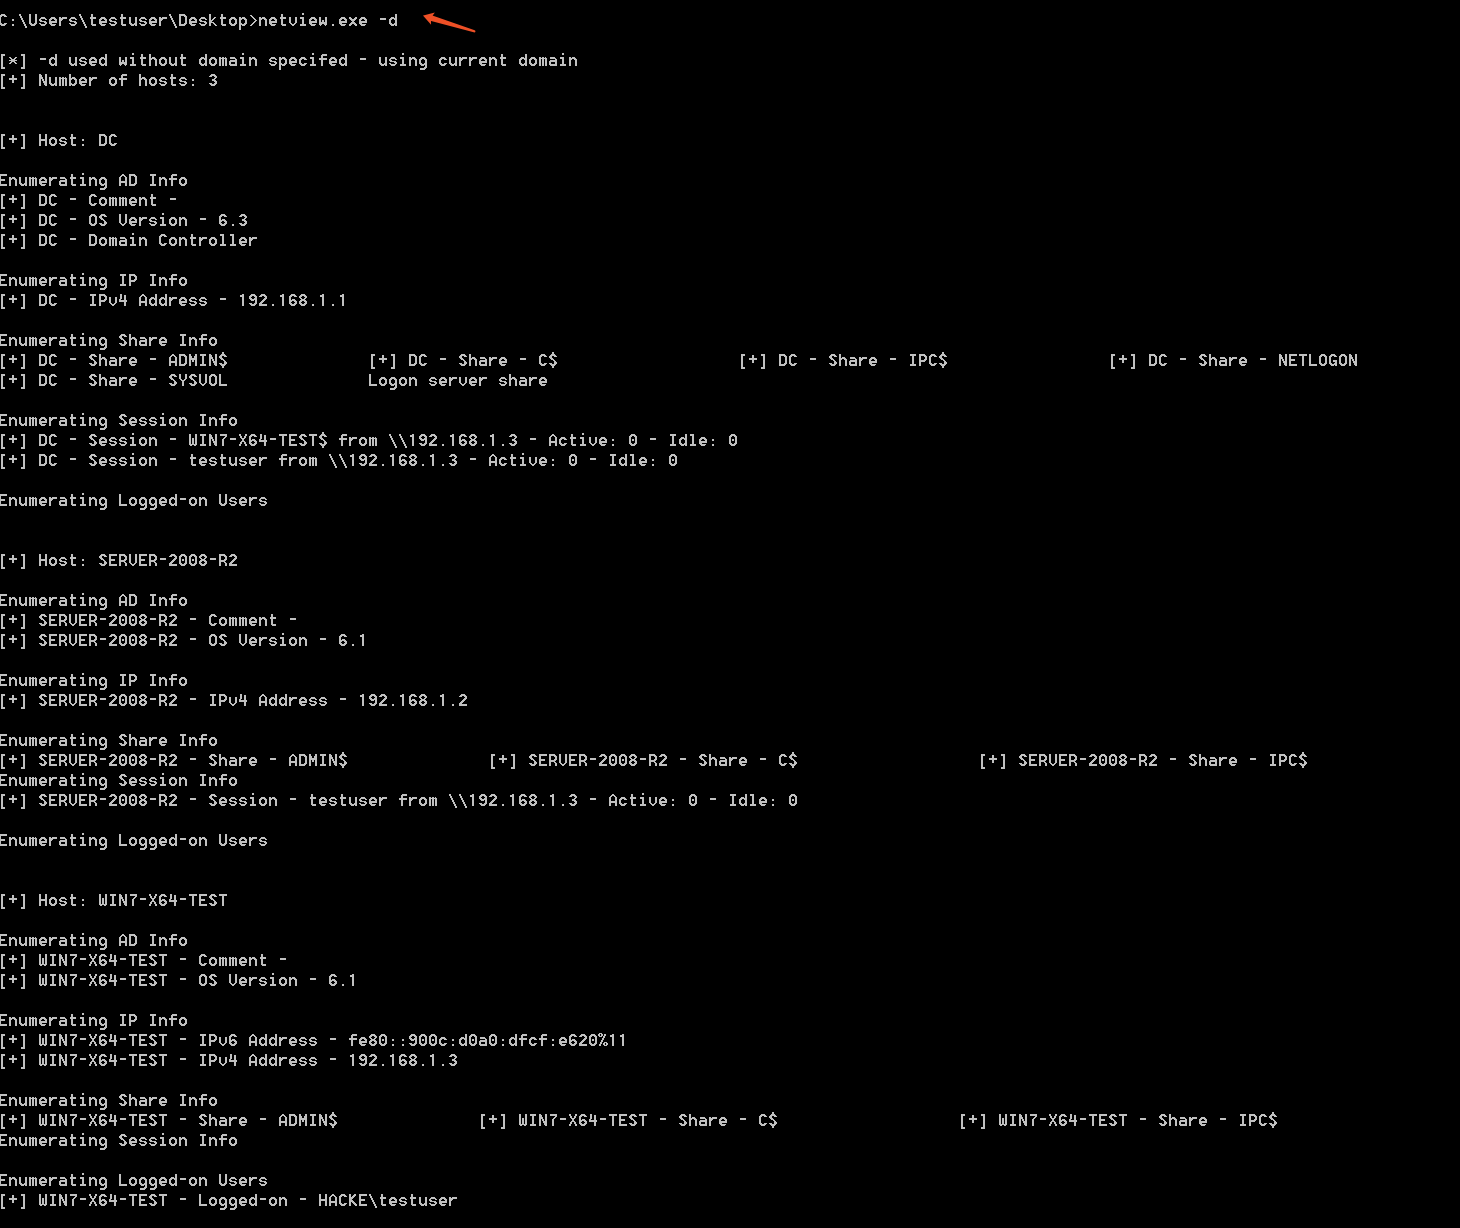 C:\Users\testuser\Desktop>netview.exe -d
[*] -d used without domain specifed - using current domain
[+] Number of hosts: 3
[+] Host: DC
Enumerating AD Info
[+] DC - Comment -
[+] DC - OS Version - 6.3
[+] DC - Domain Controller
Enumerating IP Info
[+] DC - IPv4 Address - 192.168.1.1
Enumerating Share Info
[+] DC - Share - ADMIN$ [+] DC - Share - C$ [+] DC - Share - IPC$ [+] DC - Share - NETLOGON
[+] DC - Share - SYSVOL Logon server share
Enumerating Session Info
[+] DC - Session - WIN7-X64-TEST$ from \\192.168.1.3 - Active: 0 - Idle: 0
[+] DC - Session - testuser from \\192.168.1.3 - Active: 0 - Idle: 0
Enumerating Logged-on Users
[+] Host: SERVER-2008-R2
Enumerating AD Info
[+] SERVER-2008-R2 - Comment -
[+] SERVER-2008-R2 - OS Version - 6.1
Enumerating IP Info
[+] SERVER-2008-R2 - IPv4 Address - 192.168.1.2
Enumerating Share Info
[+] SERVER-2008-R2 - Share - ADMIN$ [+] SERVER-2008-R2 - Share - C$ [+] SERVER-2008-R2 - Share - IPC$
Enumerating Session Info
[+] SERVER-2008-R2 - Session - testuser from \\192.168.1.3 - Active: 0 - Idle: 0
Enumerating Logged-on Users
[+] Host: WIN7-X64-TEST
Enumerating AD Info
[+] WIN7-X64-TEST - Comment -
[+] WIN7-X64-TEST - OS Version - 6.1
Enumerating IP Info
[+] WIN7-X64-TEST - IPv6 Address - fe80::900c:d0a0:dfcf:e620%11
[+] WIN7-X64-TEST - IPv4 Address - 192.168.1.3
Enumerating Share Info
[+] WIN7-X64-TEST - Share - ADMIN$ [+] WIN7-X64-TEST - Share - C$ [+] WIN7-X64-TEST - Share - IPC$
Enumerating Session Info
Enumerating Logged-on Users
[+] WIN7-X64-TEST - Logged-on - HACKE\testuser